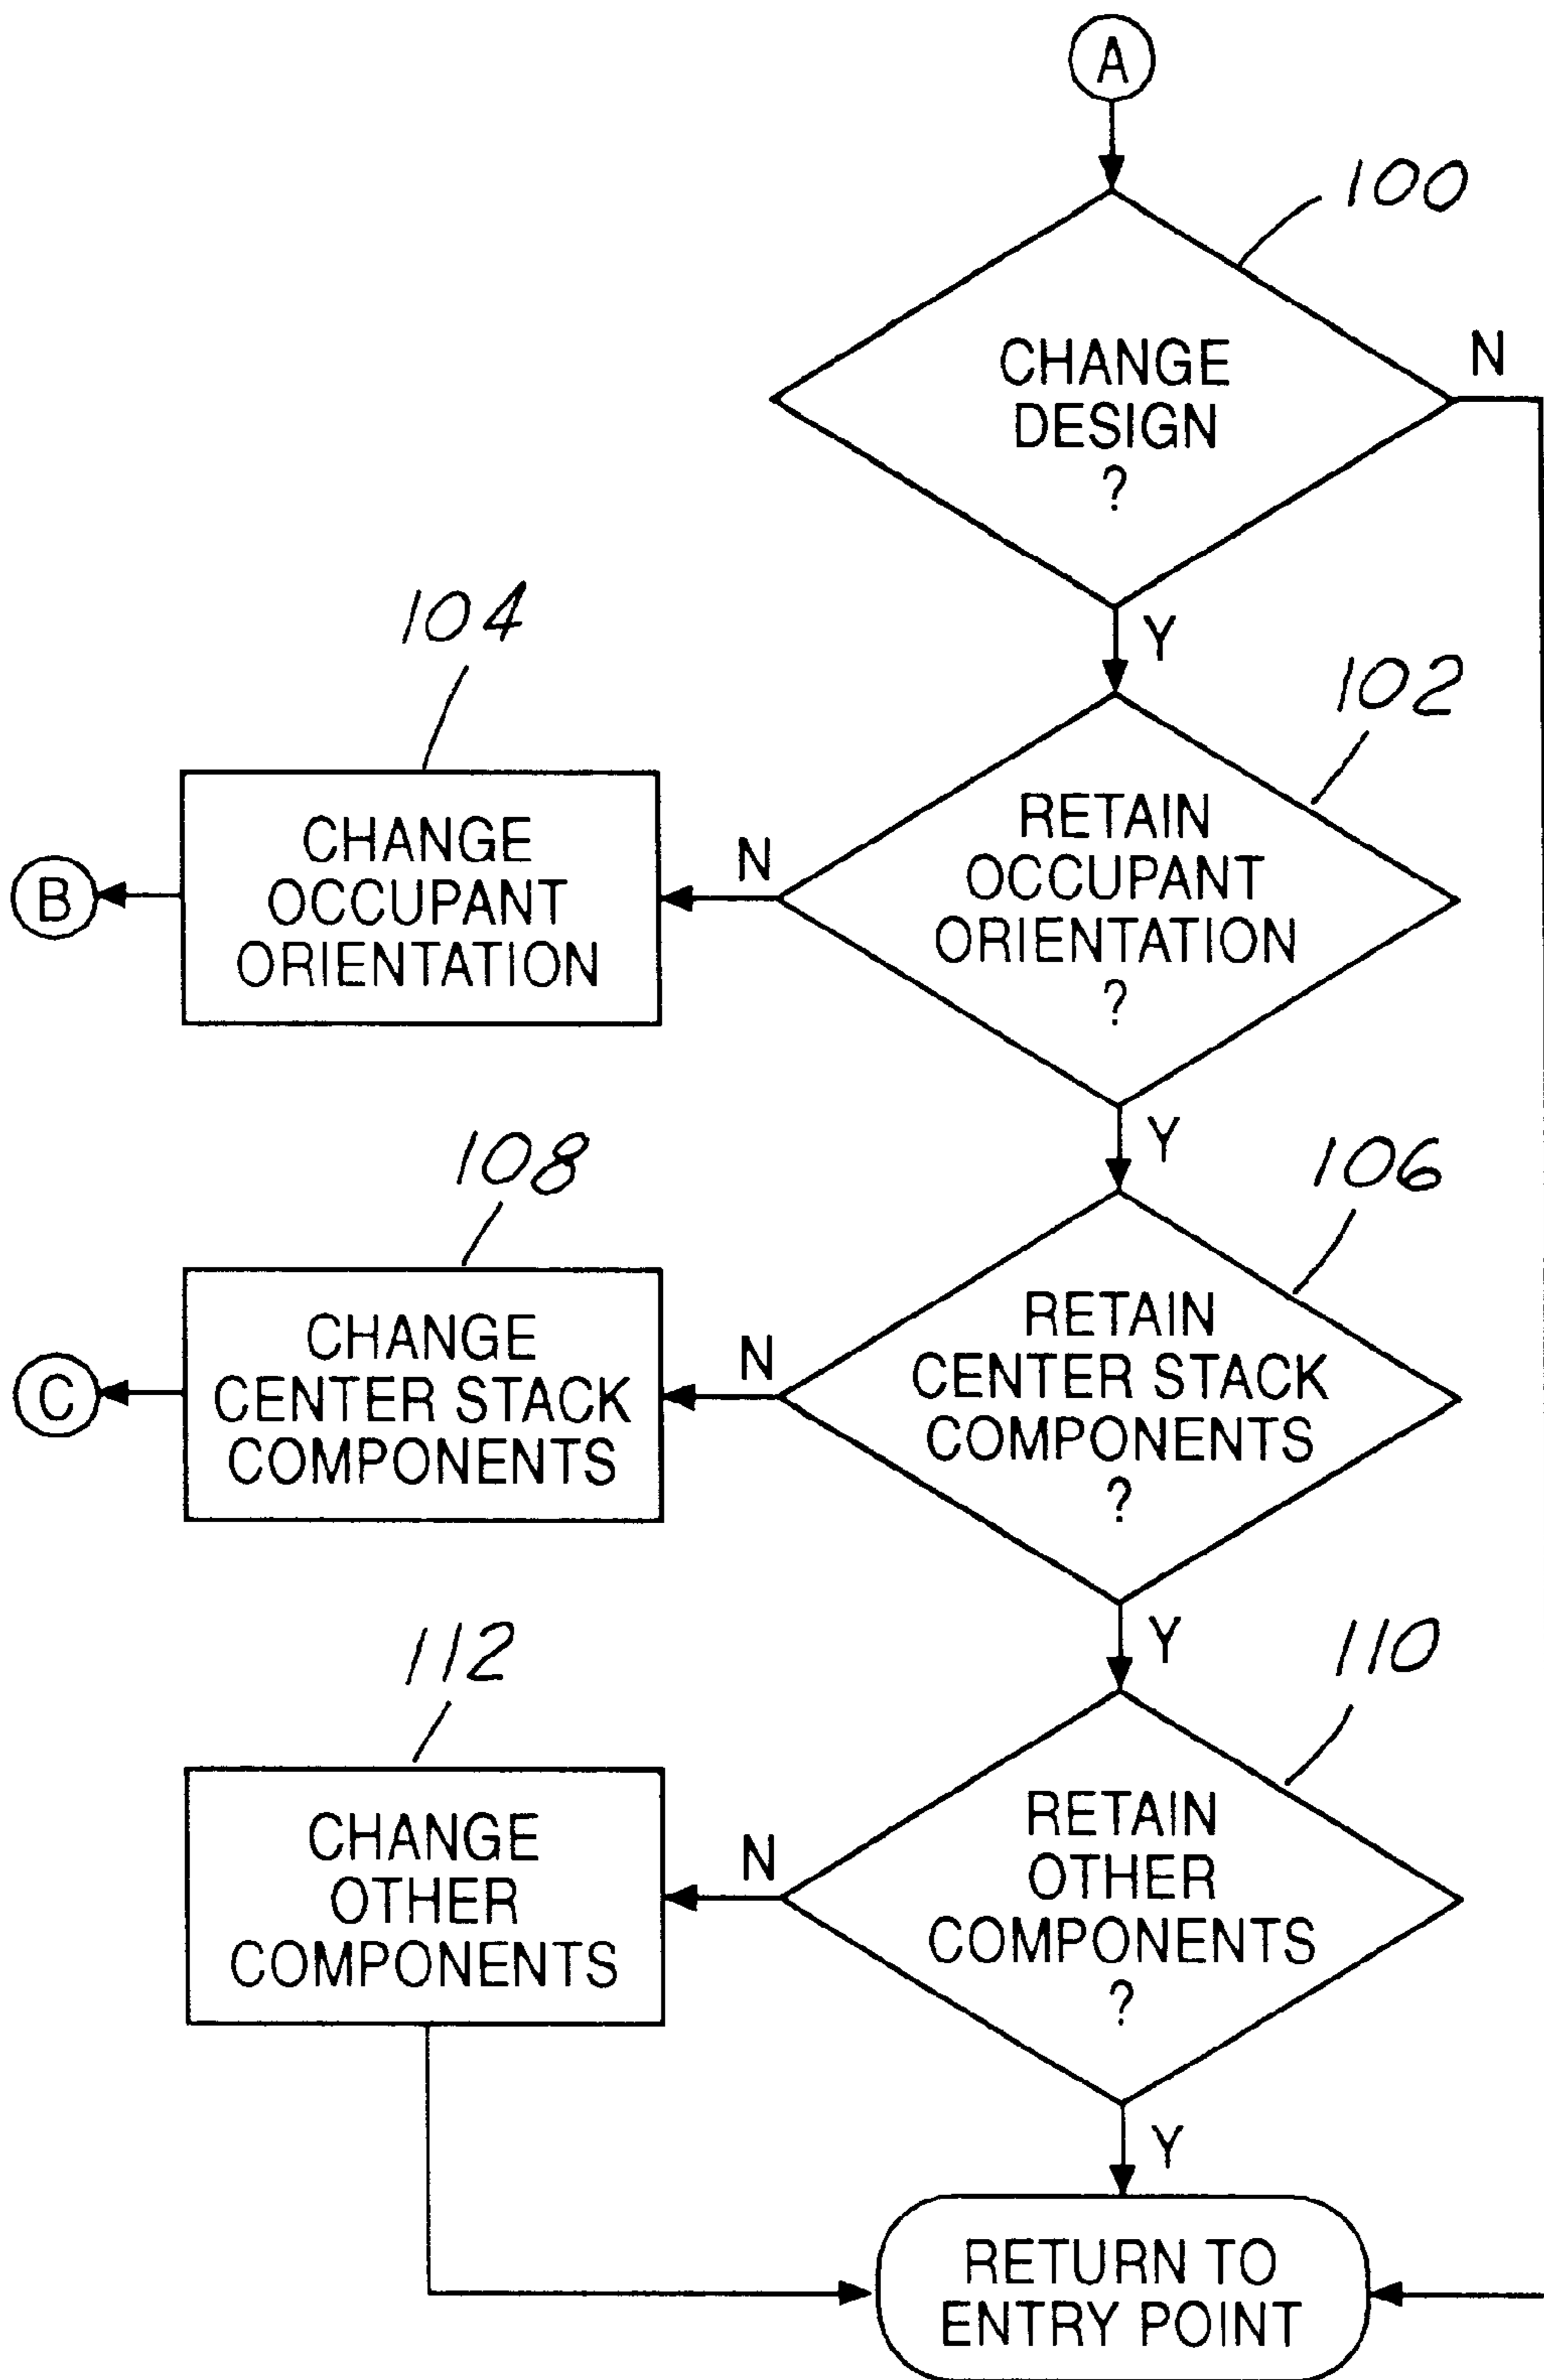 A
100
CHANGE
DESIGN
?
N
Y
104
102
CHANGE
OCCUPANT
ORIENTATION
B
N
RETAIN
OCCUPANT
ORIENTATION
?
Y
108
106
CHANGE
CENTER STACK
COMPONENTS
C
N
RETAIN
CENTER STACK
COMPONENTS
?
Y
112
110
CHANGE
OTHER
COMPONENTS
N
RETAIN
OTHER
COMPONENTS
?
Y
RETURN TO
ENTRY POINT